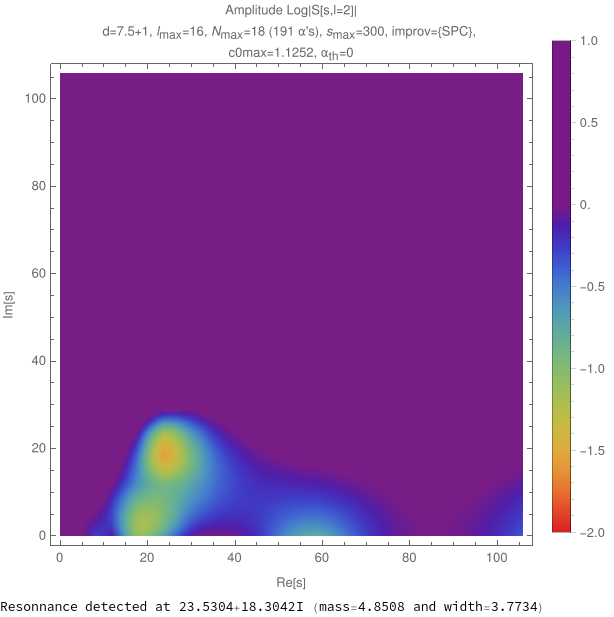 Amplitude Log|S[s,l=2]|
d=7.5+1, lmax=16, Nmax=18 (191 α's), smax=300, improv={SPC},
c0max=1.1252, αth=0
1.0
0.5
0.
−0.5
−1.0
−1.5
−2.0
100
80
60
40
20
0
Im[s]
0 20 40 60 80 100
Re[s]
Resonnance detected at 23.5304+18.3042I (mass=4.8508 and width=3.7734)